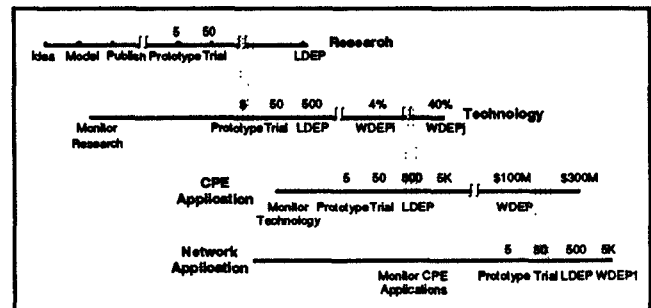 5 50
Research
Idea Model Publish Prototype Trial LDEP
50 500 4% 40%
Technology
Monitor Research Prototype Trial LDEP WDEPi WDEPj
5 50 500 5K $100M $300M
CPE Application
Monitor Technology Prototype Trial LDEP WDEP
Network Application
5 50 500 5K
Monitor CPE Applications Prototype Trial LDEP WDEP1